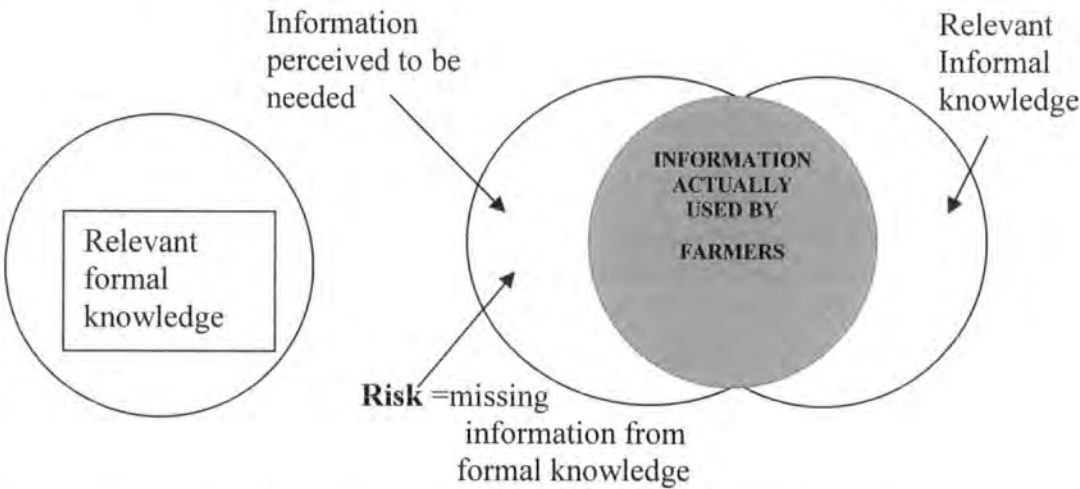 Information
perceived to be
needed
Relevant
Informal
knowledge
INFORMATION
ACTUALLY
USED BY
FARMERS
Relevant
formal
knowledge
Risk =missing
information from
formal knowledge